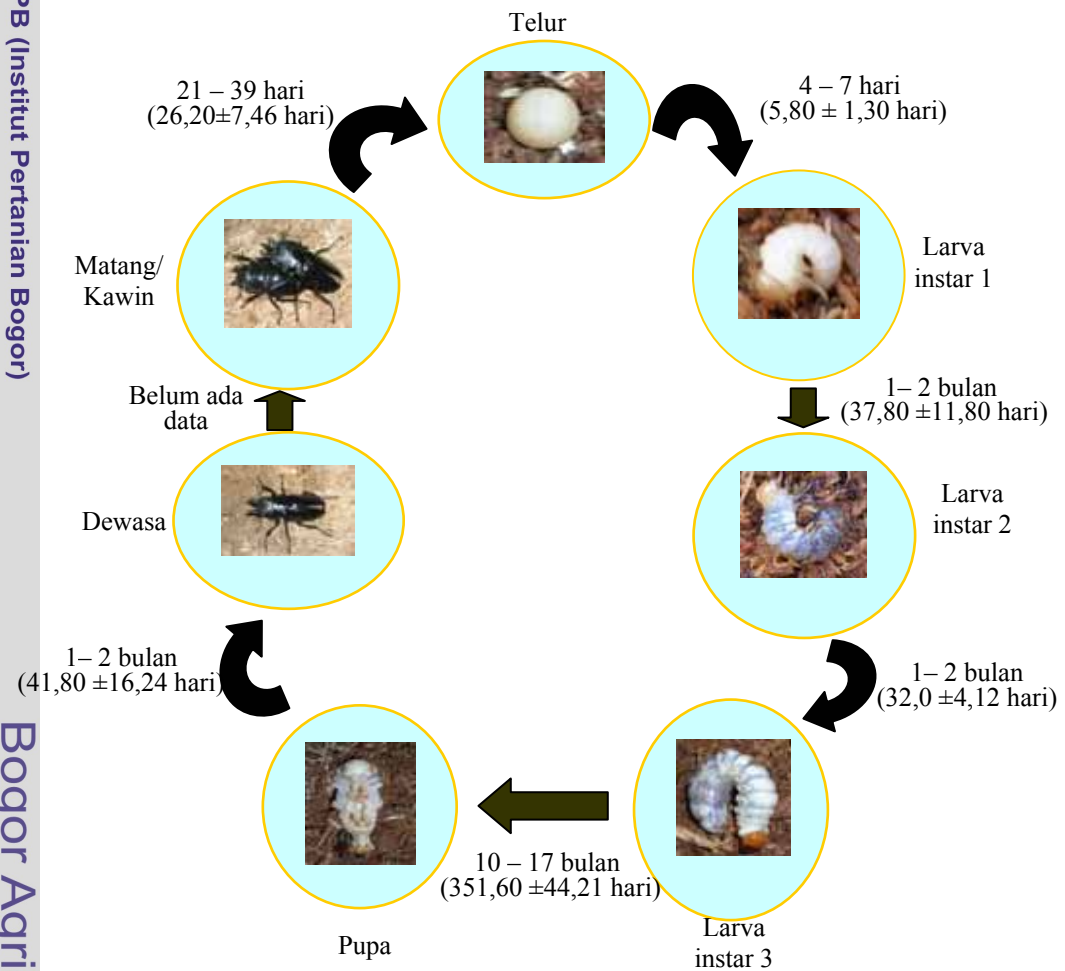 PB (Institut Pertanian Bogor)
Bogor Agri
Telur
4 – 7 hari
(5,80 ± 1,30 hari)
Larva
instar 1
1– 2 bulan
(37,80 ±11,80 hari)
Larva
instar 2
1– 2 bulan
(32,0 ±4,12 hari)
Larva
instar 3
10 – 17 bulan
(351,60 ±44,21 hari)
Pupa
1– 2 bulan
(41,80 ±16,24 hari)
Dewasa
Belum ada
data
Matang/
Kawin
21 – 39 hari
(26,20±7,46 hari)